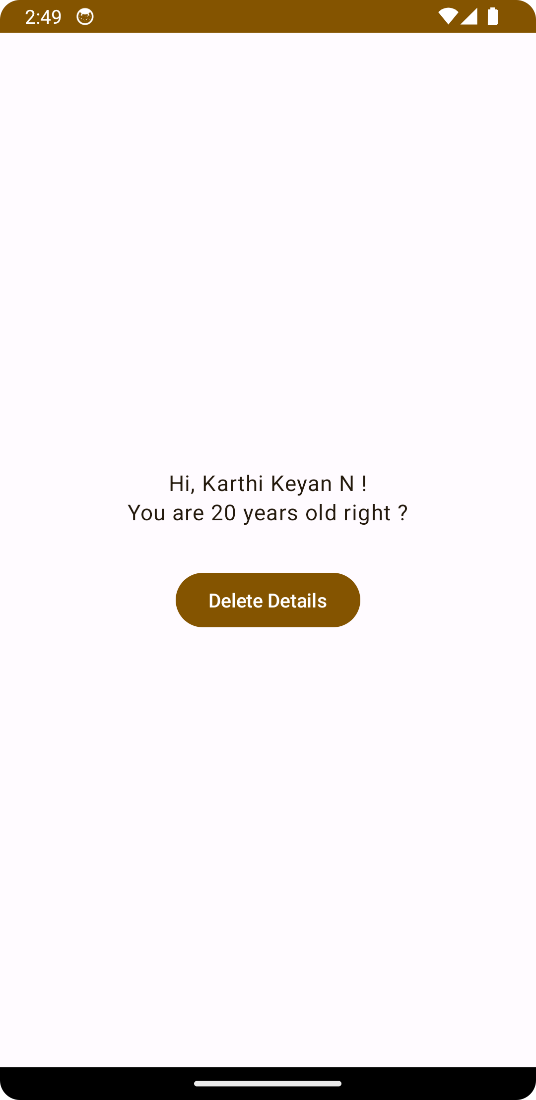 2:49
Hi, Karthi Keyan N !
You are 20 years old right ?
Delete Details